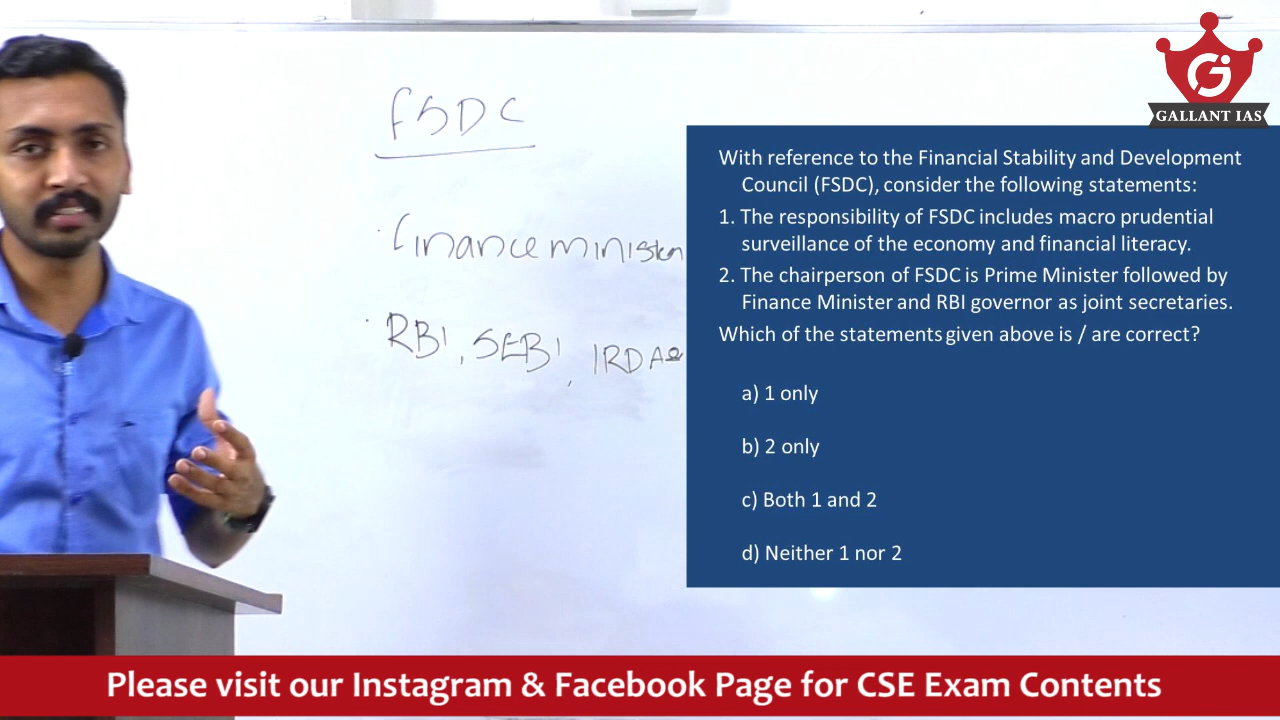 GALLANT IAS
FSDC
Finance minister
RBI, SEBI, IRDA
With reference to the Financial Stability and Development
Council (FSDC), consider the following statements:
1. The responsibility of FSDC includes macro prudential
surveillance of the economy and financial literacy.
2. The chairperson of FSDC is Prime Minister followed by
Finance Minister and RBI governor as joint secretaries.
Which of the statements given above is / are correct?
a) 1 only
b) 2 only
c) Both 1 and 2
d) Neither 1 nor 2
Please visit our Instagram & Facebook Page for CSE Exam Contents